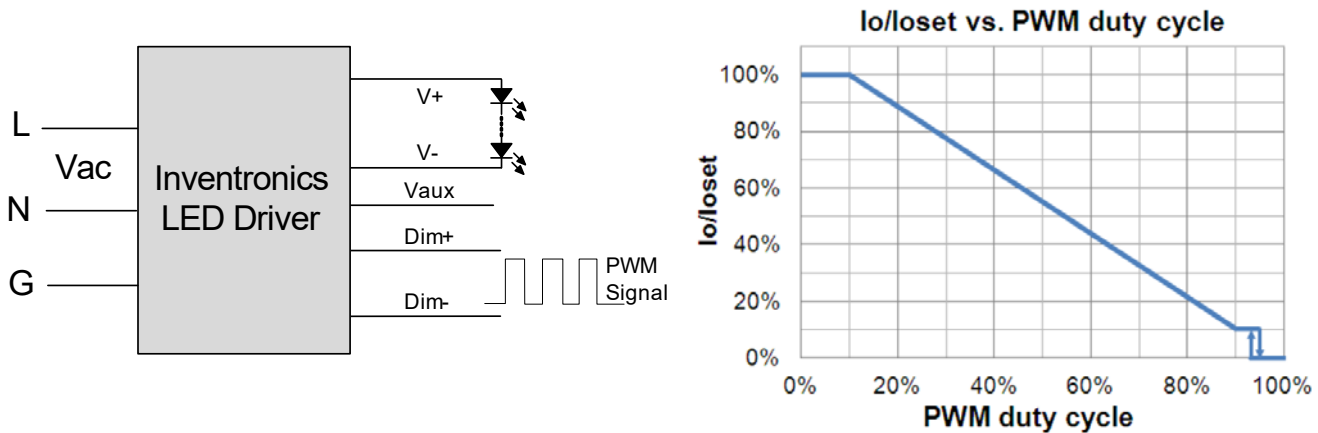 L
Vac
N
G
Inventronics
LED Driver
V+
V-
Vaux
Dim+
Dim-
PWM
Signal
Io/Ioset vs. PWM duty cycle
Io/Ioset
100%
80%
60%
40%
20%
0%
0% 20% 40% 60% 80% 100%
PWM duty cycle